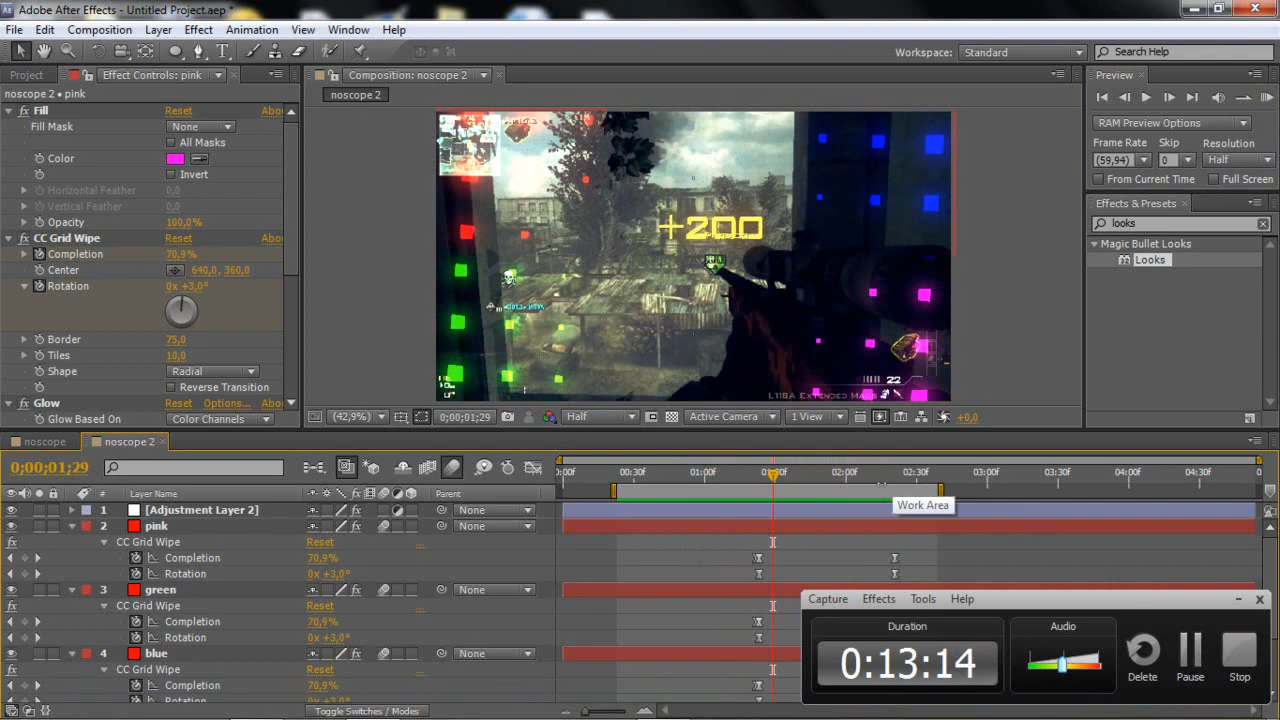 Adobe After Effects - Untitled Project.aep *
File Edit Composition Layer Effect Animation View Window Help
Workspace: Standard Search Help
Project Effect Controls: pink Composition: noscope 2 Preview
noscope 2 • pink
noscope 2
Fill Reset Abou
Fill Mask None
All Masks
Color
Invert
Horizontal Feather 0,0
Vertical Feather 0,0
Opacity 100,0%
CC Grid Wipe Reset Abou
Completion 70,9%
Center 640,0, 360,0
Rotation 0x +3,0°
Border 75,0
Tiles 10,0
Shape Radial
Reverse Transition
Glow Reset Options... Abou
Glow Based On Color Channels
+200
22
L118A Extended Mags
RAM Preview Options
Frame Rate Skip Resolution
(59,94) 0 Half
From Current Time Full Screen
Effects & Presets
looks
Magic Bullet Looks
Looks
(42,9%) 0;00;01;29 Half Active Camera 1 View +0,0
noscope noscope 2
0;00;01;29
:00f 00:30f 01:00f 01:30f 02:00f 02:30f 03:00f 03:30f 04:00f 04:30f 0
# Layer Name Parent
Work Area
1 [Adjustment Layer 2] None
2 pink None
CC Grid Wipe Reset ...
Completion 70,9%
Rotation 0x +3,0°
3 green None
CC Grid Wipe Reset ...
Completion 70,9%
Rotation 0x +3,0°
4 blue None
CC Grid Wipe Reset ...
Completion 70,9%
Toggle Switches / Modes
Capture Effects Tools Help
Duration
0:13:14
Audio
Delete Pause Stop